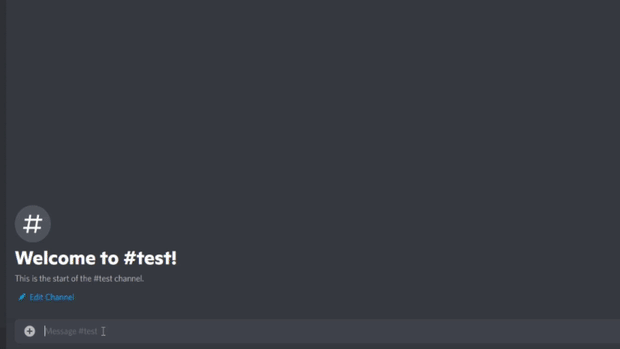 #
Welcome to #test!
This is the start of the #test channel.
Edit Channel
Message #test